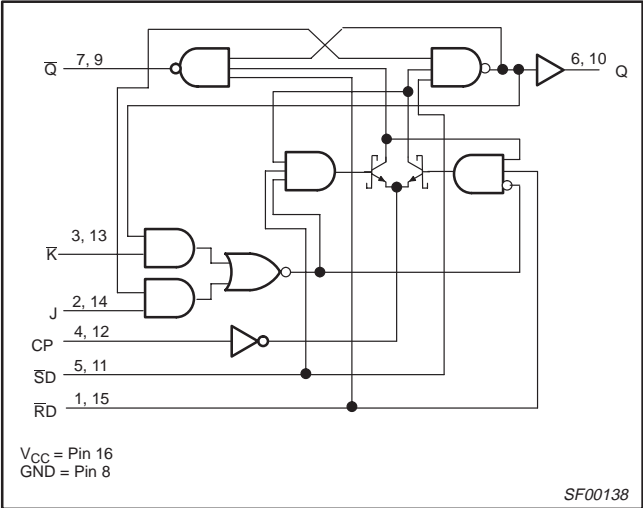 Q̅ 7, 9
6, 10 Q
K̅ 3, 13
J 2, 14
CP 4, 12
S̅D 5, 11
R̅D 1, 15
VCC = Pin 16
GND = Pin 8
SF00138